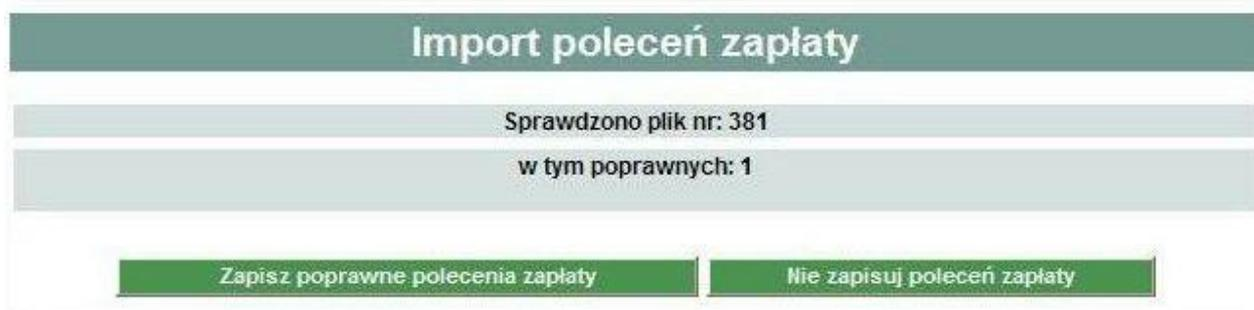 Import poleceń zapłaty
Sprawdzono plik nr: 381
w tym poprawnych: 1
Zapisz poprawne polecenia zapłaty
Nie zapisuj poleceń zapłaty